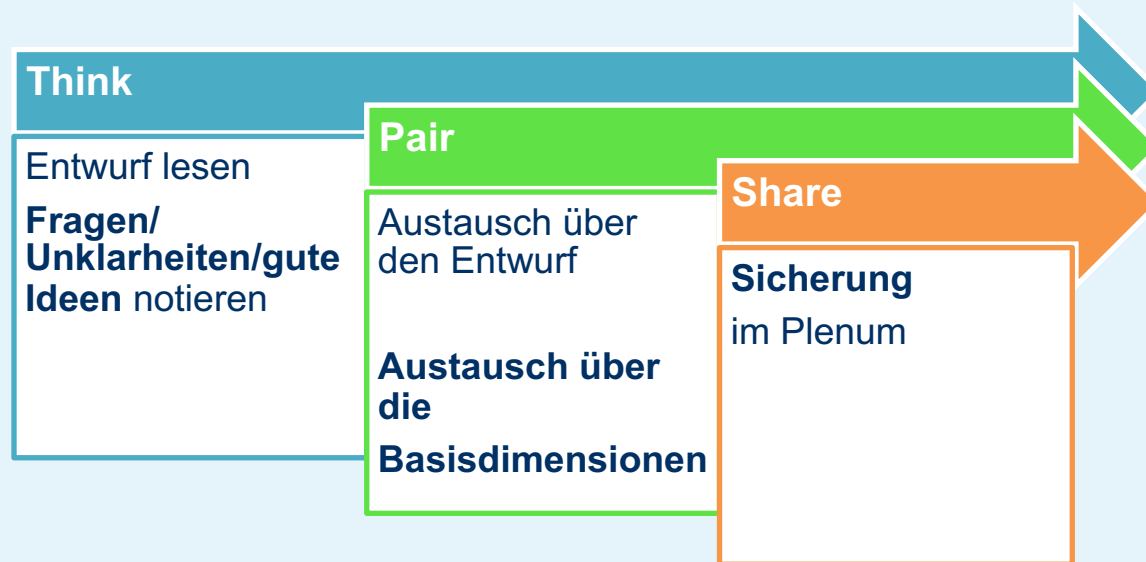 Think
Entwurf lesen
Fragen/
Unklarheiten/gute
Ideen notieren
Pair
Austausch über
den Entwurf
Austausch über
die
Basisdimensionen
Share
Sicherung
im Plenum